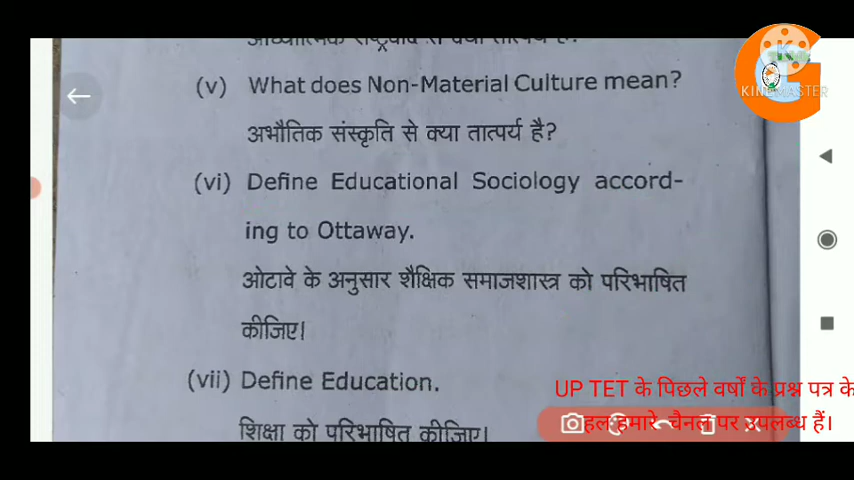 (v) What does Non-Material Culture mean?
अभौतिक संस्कृति से क्या तात्पर्य है?
(vi) Define Educational Sociology accord-
ing to Ottaway.
ओटावे के अनुसार शैक्षिक समाजशास्त्र को परिभाषित
कीजिए।
(vii) Define Education.
शिक्षा को परिभाषित कीजिए।
K
KINEMASTER
UP TET के पिछले वर्षों के प्रश्न पत्र के
हल हमारे चैनल पर उपलब्ध हैं।